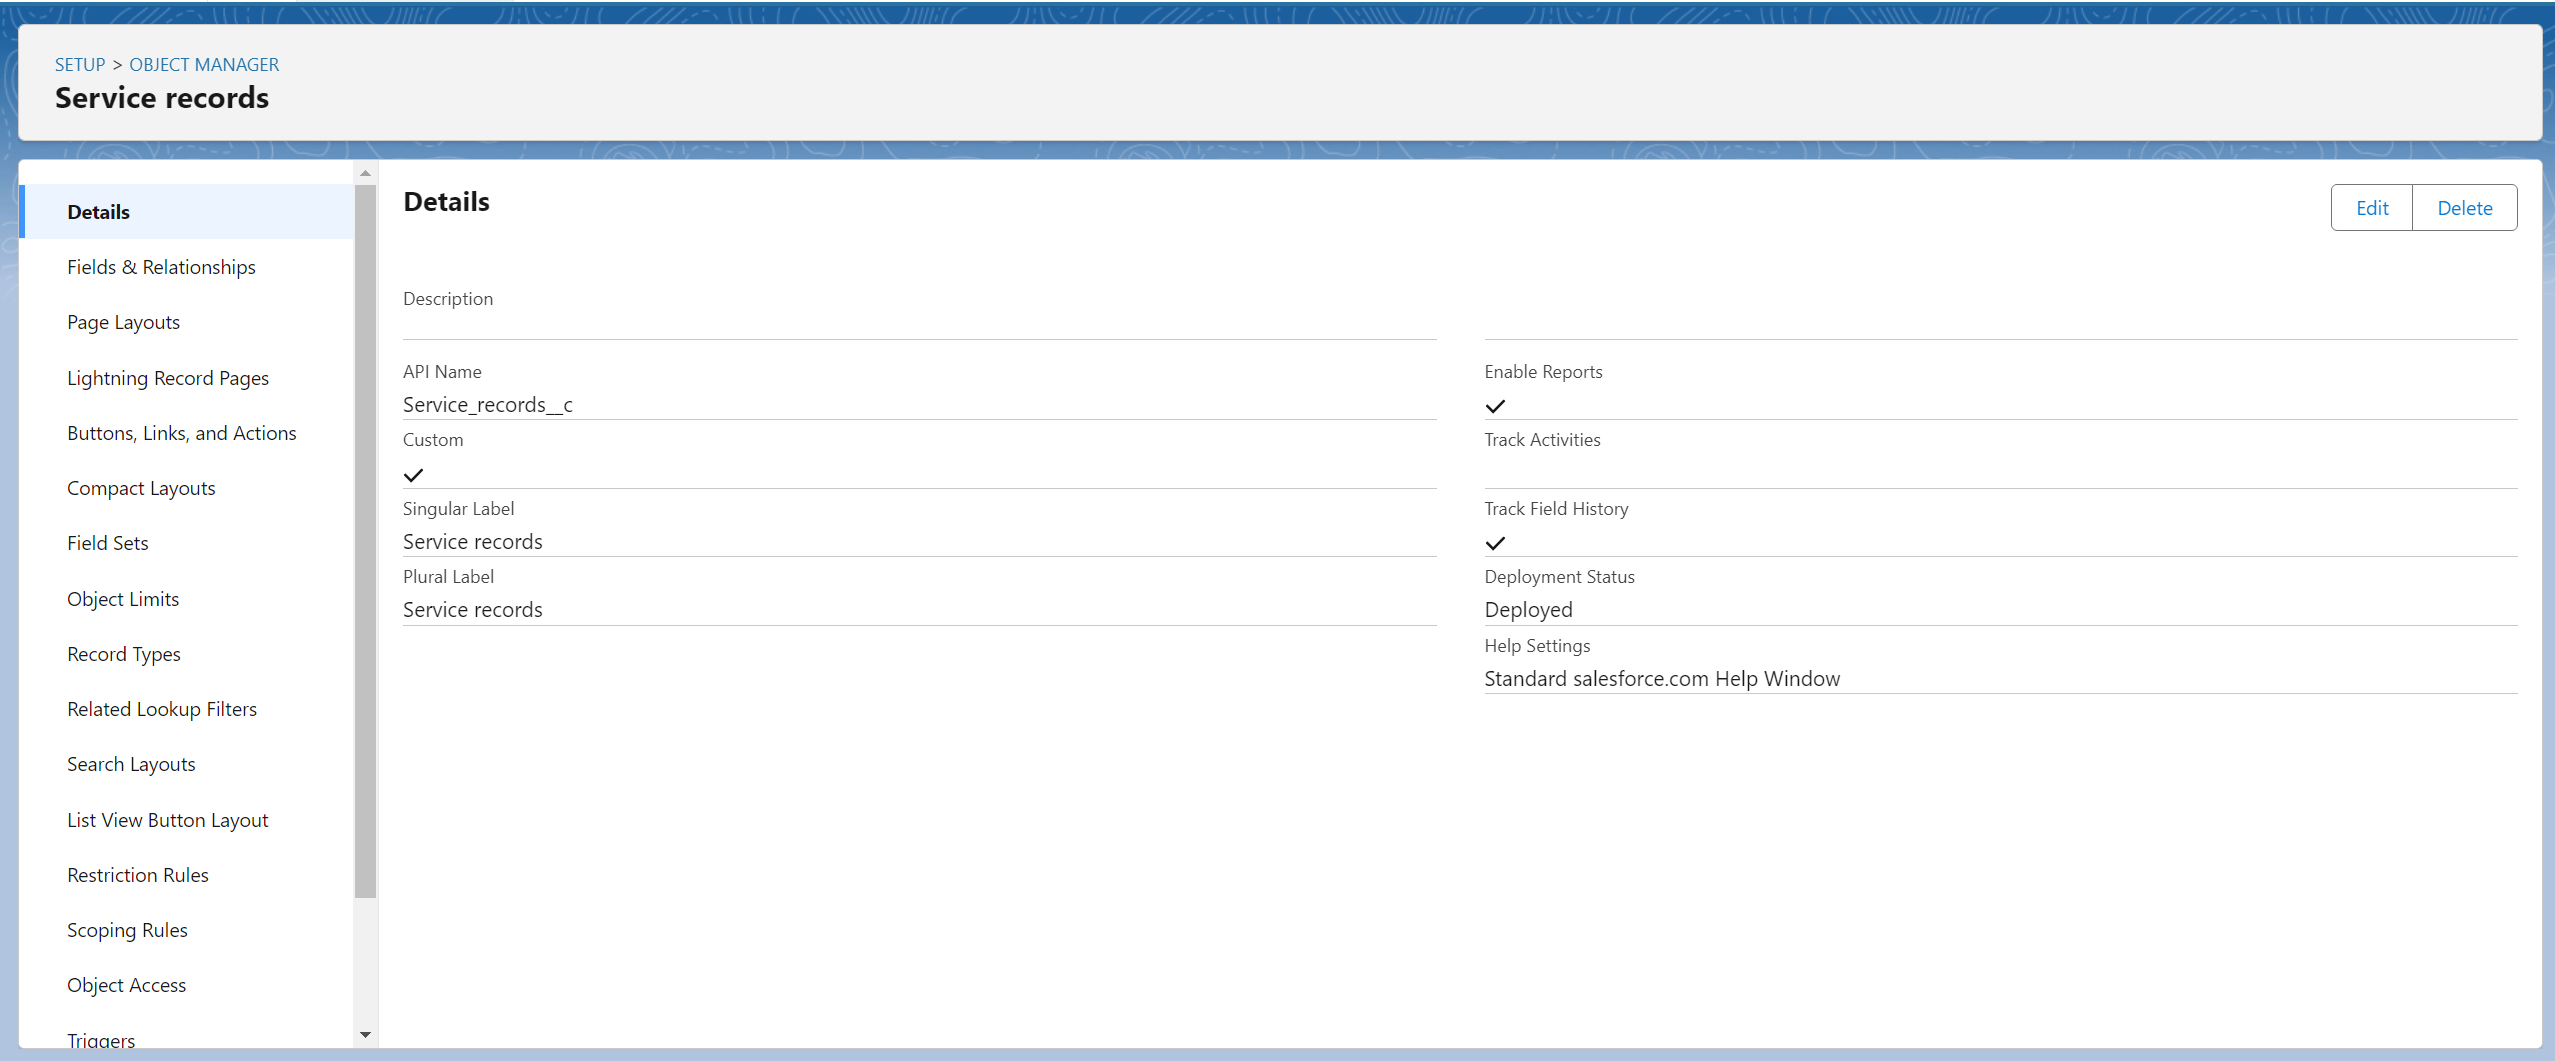 SETUP > OBJECT MANAGER
Service records
Details
Fields & Relationships
Page Layouts
Lightning Record Pages
Buttons, Links, and Actions
Compact Layouts
Field Sets
Object Limits
Record Types
Related Lookup Filters
Search Layouts
List View Button Layout
Restriction Rules
Scoping Rules
Object Access
Triggers
Details
Edit
Delete
Description
API Name
Service_records__c
Custom
Singular Label
Service records
Plural Label
Service records
Enable Reports
Track Activities
Track Field History
Deployment Status
Deployed
Help Settings
Standard salesforce.com Help Window